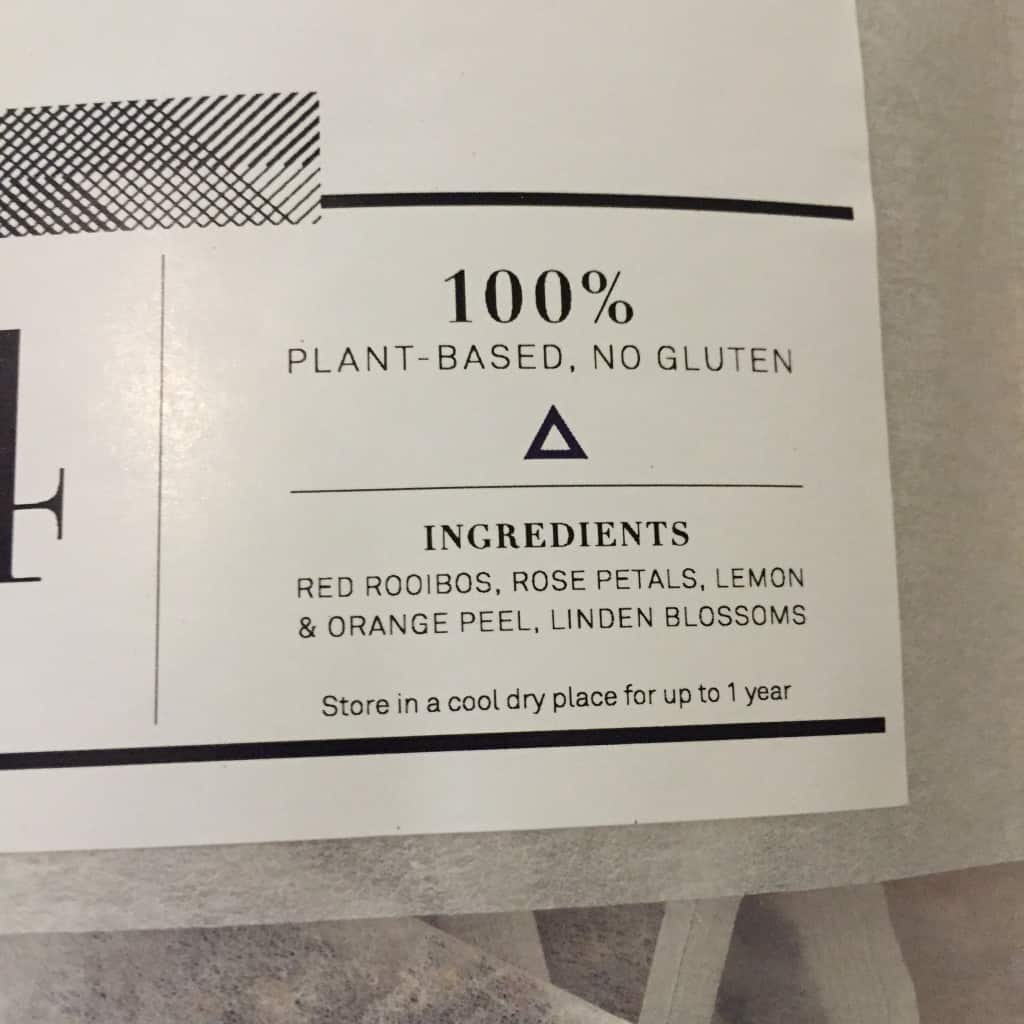 100%
PLANT-BASED, NO GLUTEN
INGREDIENTS
RED ROOIBOS, ROSE PETALS, LEMON
& ORANGE PEEL, LINDEN BLOSSOMS
Store in a cool dry place for up to 1 year